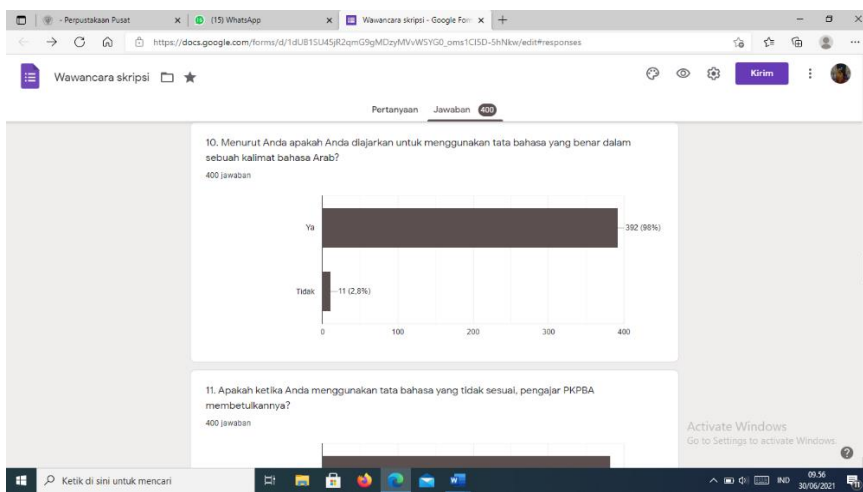 - Perpustakaan Pusat
(15) WhatsApp
Wawancara skripsi - Google Form
https://docs.google.com/forms/d/1dUB1SU45jR2qmG9gMDzyMVvW5YG0_oms1CI5D-5hNkw/edit#responses
Wawancara skripsi
Kirim
Pertanyaan Jawaban 400
10. Menurut Anda apakah Anda diajarkan untuk menggunakan tata bahasa yang benar dalam
sebuah kalimat bahasa Arab?
400 jawaban
Ya
392 (98%)
Tidak
11 (2,8%)
0 100 200 300 400
11. Apakah ketika Anda menggunakan tata bahasa yang tidak sesuai, pengajar PKPBA
membetulkannya?
400 jawaban
Activate Windows
Go to Settings to activate Windows.
Ketik di sini untuk mencari
IND
09.56
30/06/2021